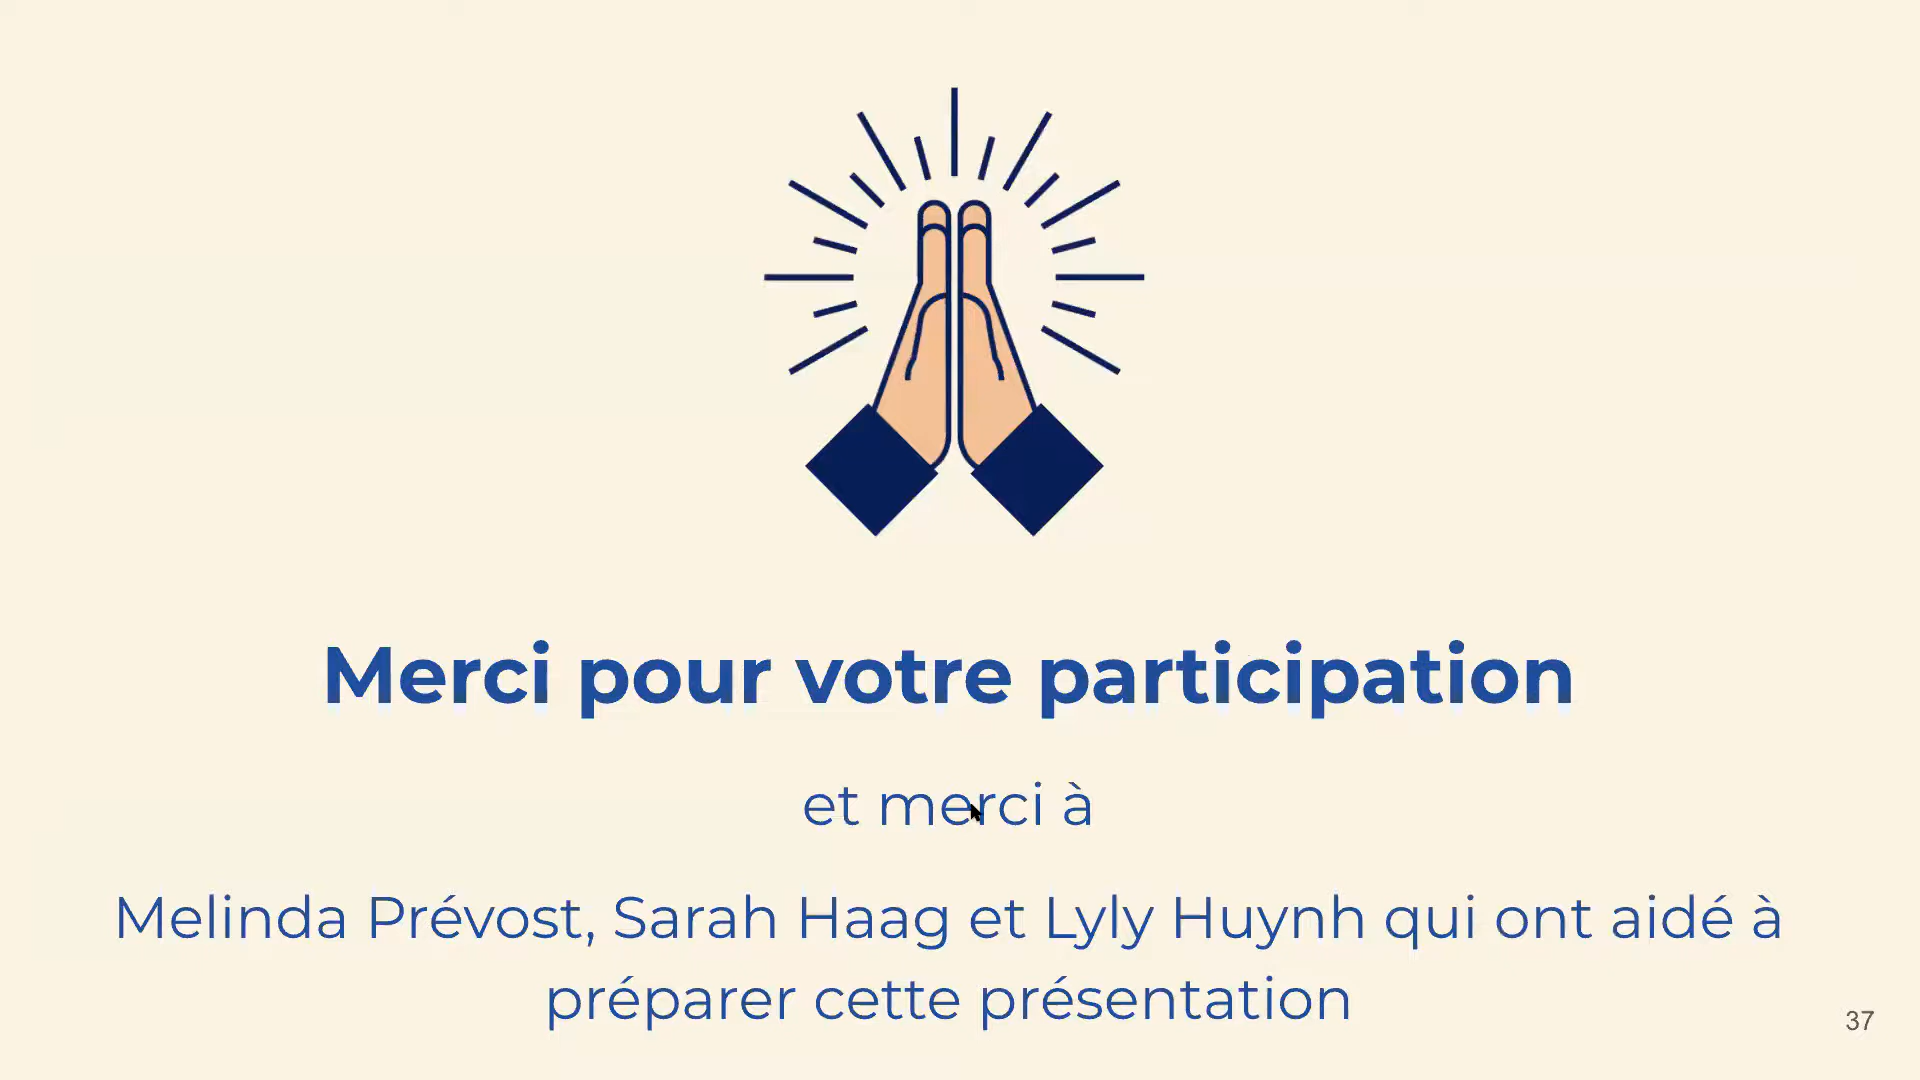 Merci pour votre participation
et merci à
Melinda Prévost, Sarah Haag et Lyly Huynh qui ont aidé à
préparer cette présentation
37